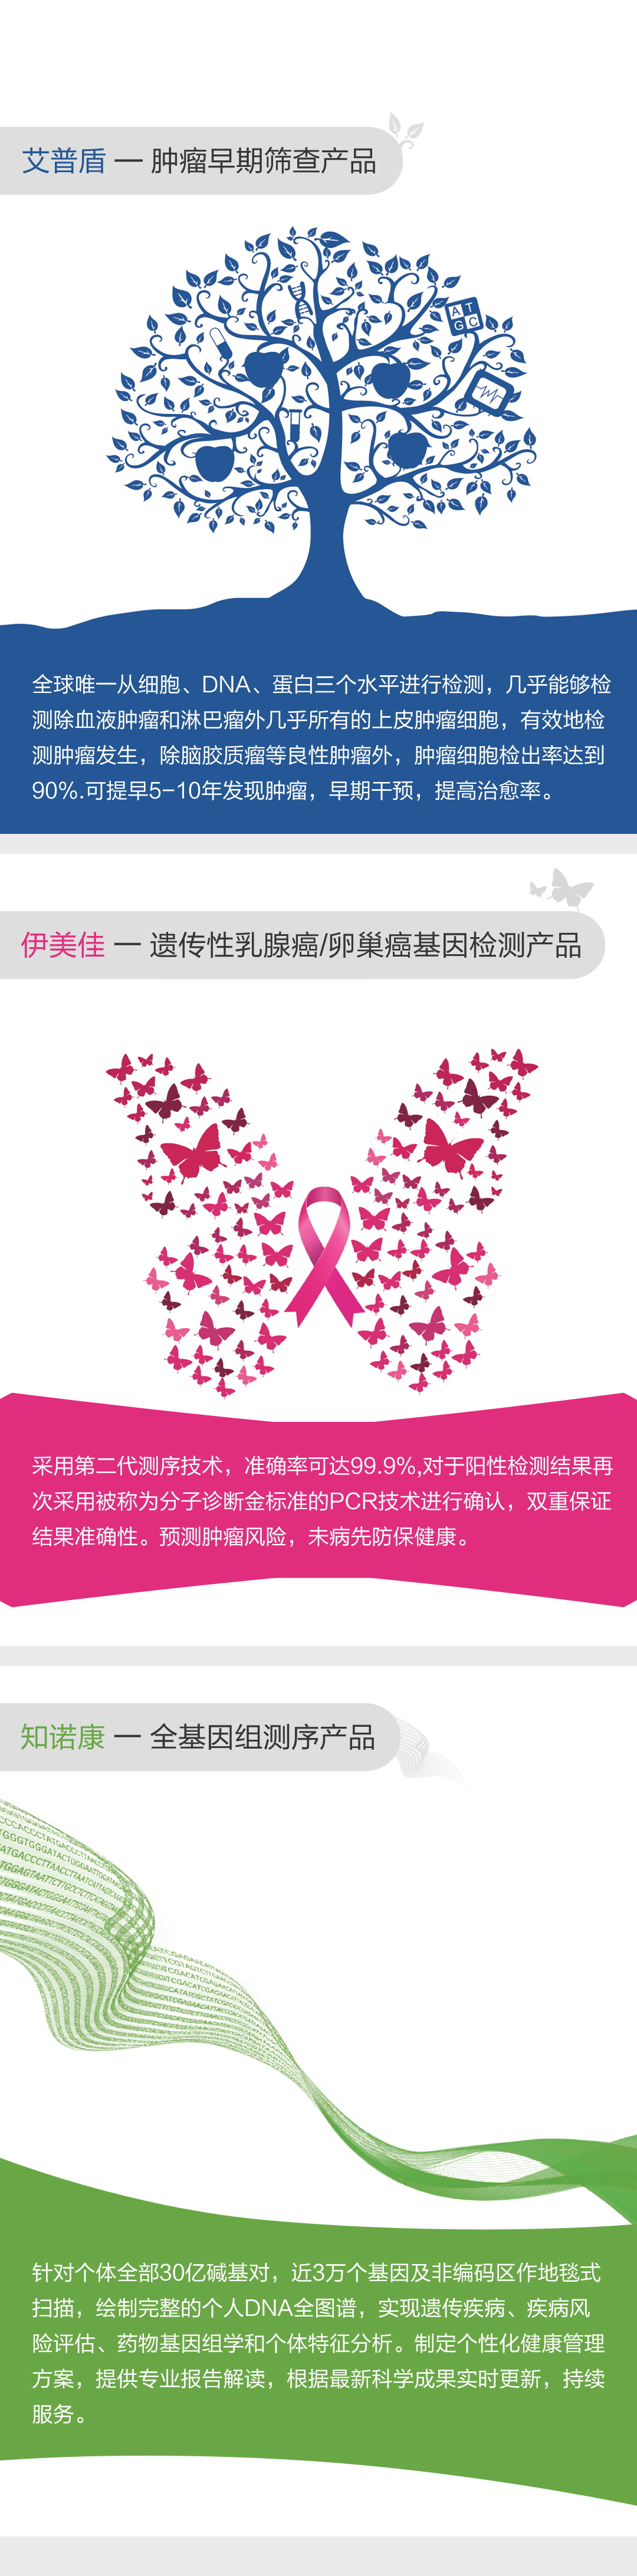 艾普盾 — 肿瘤早期筛查产品
A T
G C
全球唯一从细胞、DNA、蛋白三个水平进行检测，几乎能够检
测除血液肿瘤和淋巴瘤外几乎所有的上皮肿瘤细胞，有效地检
测肿瘤发生，除脑胶质瘤等良性肿瘤外，肿瘤细胞检出率达到
90%.可提早5-10年发现肿瘤，早期干预，提高治愈率。
伊美佳 — 遗传性乳腺癌/卵巢癌基因检测产品
采用第二代测序技术，准确率可达99.9%,对于阳性检测结果再
次采用被称为分子诊断金标准的PCR技术进行确认，双重保证
结果准确性。预测肿瘤风险，未病先防保健康。
知诺康 — 全基因组测序产品
针对个体全部30亿碱基对，近3万个基因及非编码区作地毯式
扫描，绘制完整的个人DNA全图谱，实现遗传疾病、疾病风
险评估、药物基因组学和个体特征分析。制定个性化健康管理
方案，提供专业报告解读，根据最新科学成果实时更新，持续
服务。